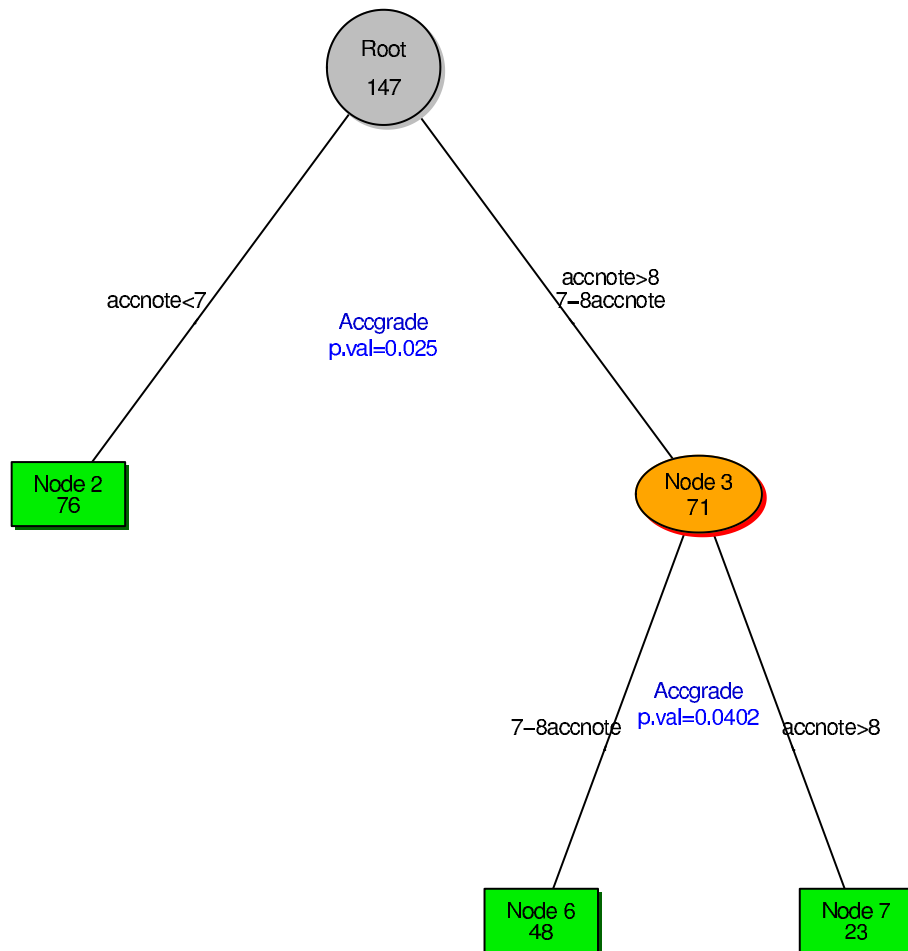 Root
147
accnote<7
accnote>8
7−8accnote
Accgrade
p.val=0.025
Node 2
76
Node 3
71
7−8accnote
Accgrade
p.val=0.0402
accnote>8
Node 6
48
Node 7
23